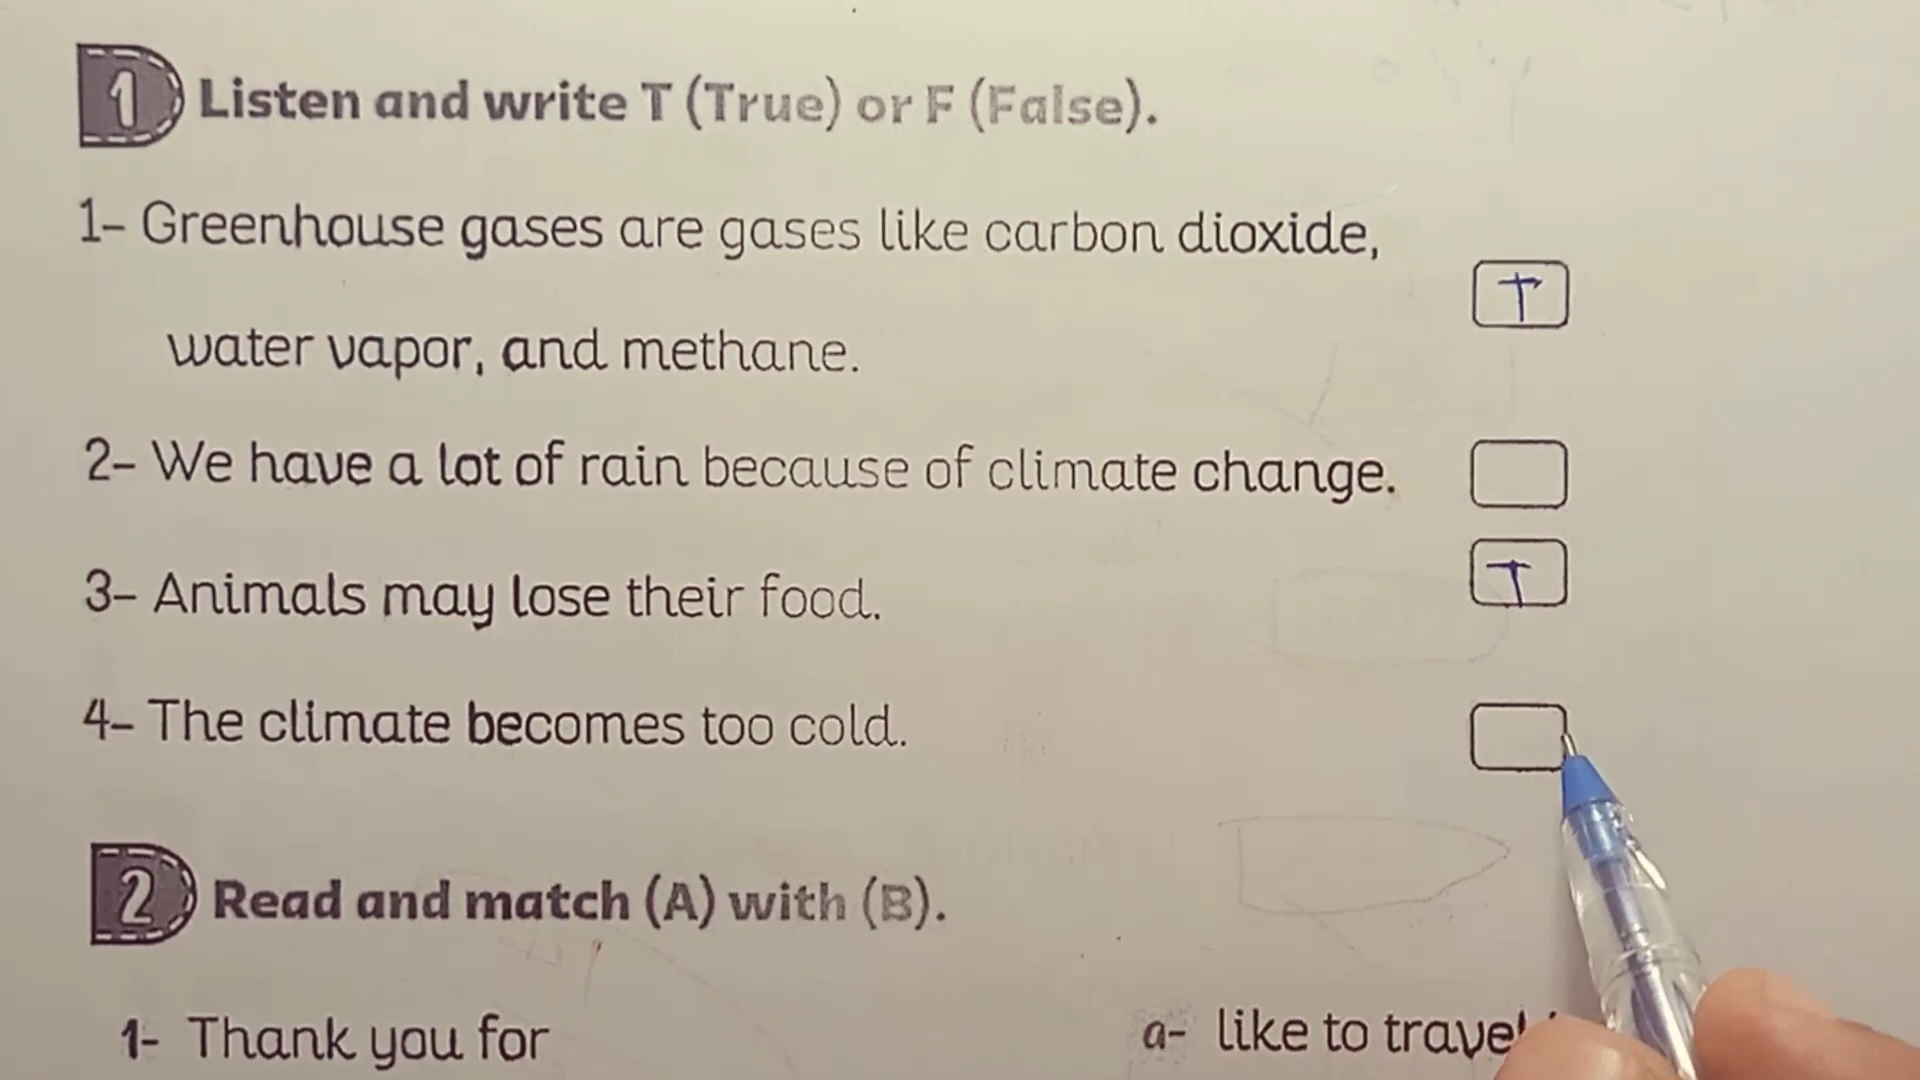 1 Listen and write T (True) or F (False).
1- Greenhouse gases are gases like carbon dioxide,
T
water vapor, and methane.
2- We have a lot of rain because of climate change.
3- Animals may lose their food. T
4- The climate becomes too cold.
2 Read and match (A) with (B).
1- Thank you for a- like to travel